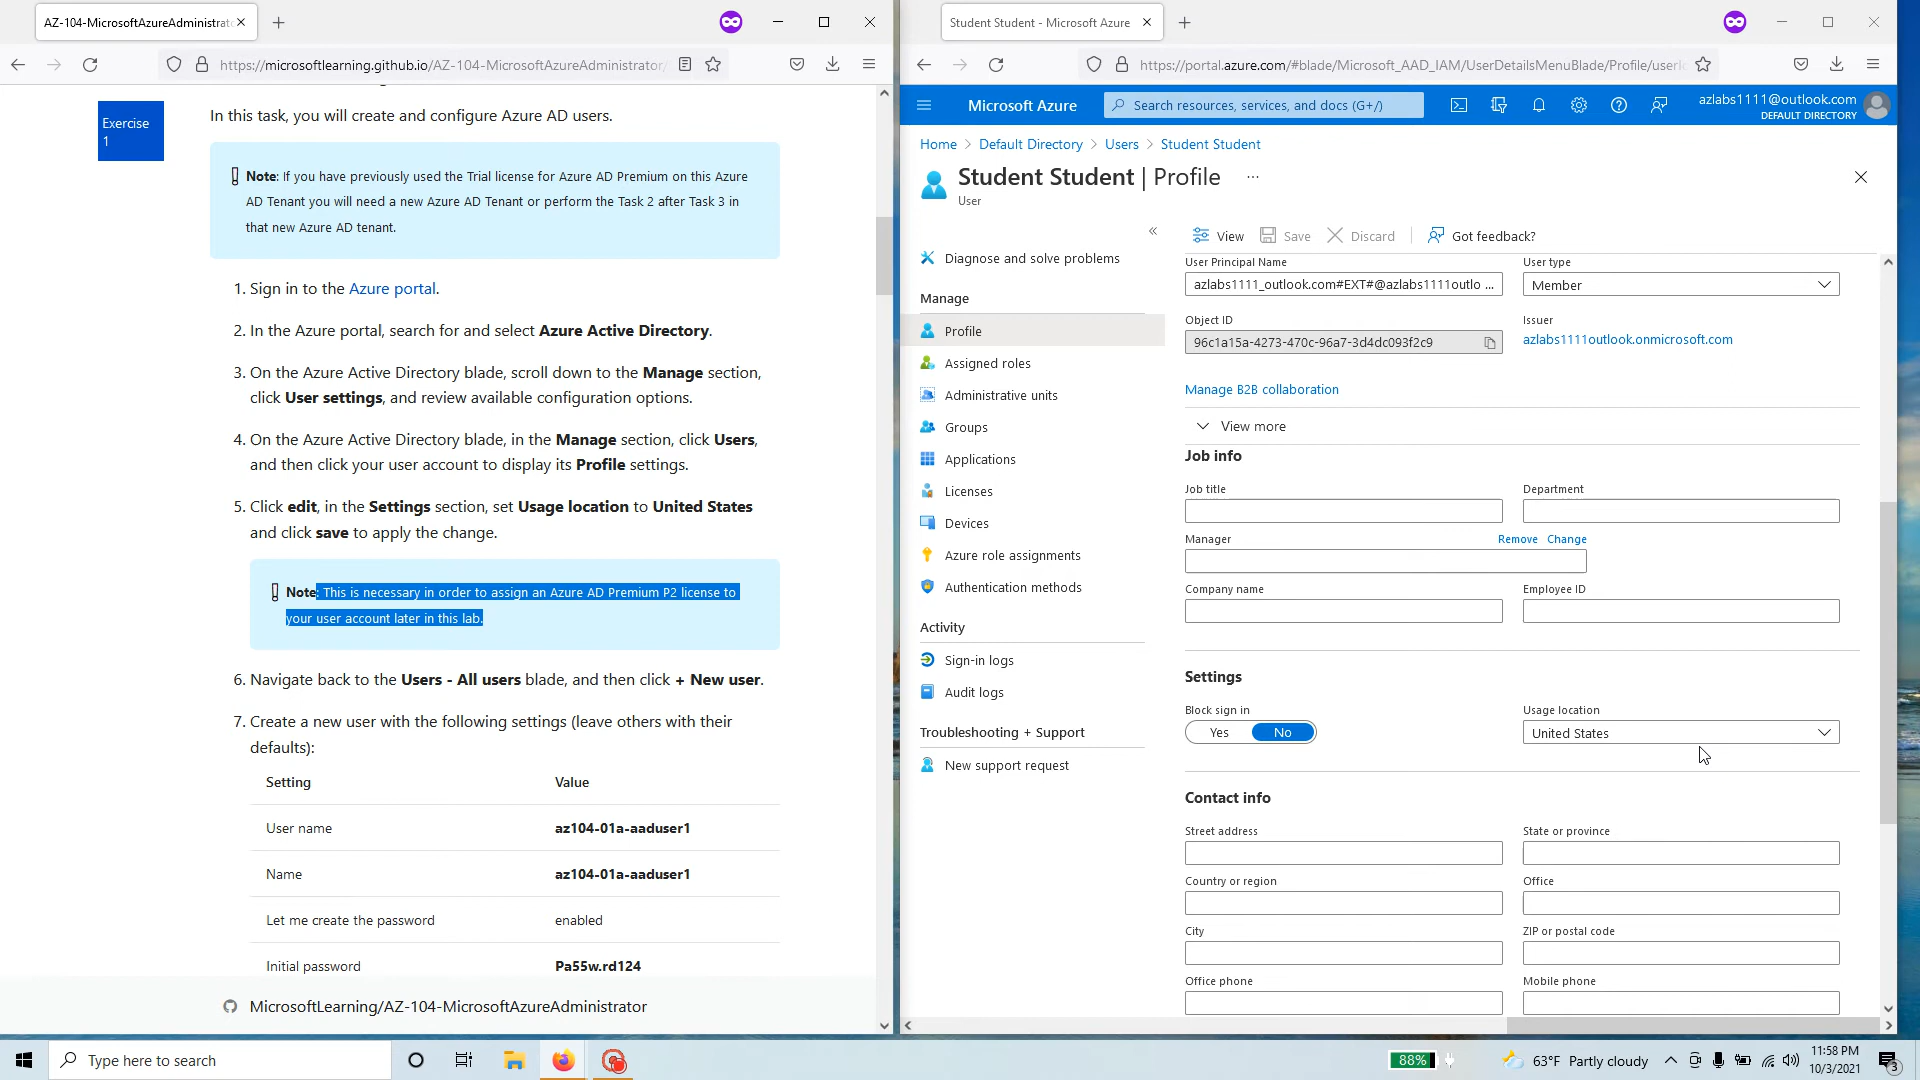 AZ-104-MicrosoftAzureAdministrat
https://microsoftlearning.github.io/AZ-104-MicrosoftAzureAdministrator/
Exercise
1
In this task, you will create and configure Azure AD users.
Note: If you have previously used the Trial license for Azure AD Premium on this Azure
AD Tenant you will need a new Azure AD Tenant or perform the Task 2 after Task 3 in
that new Azure AD tenant.
1. Sign in to the Azure portal.
2. In the Azure portal, search for and select Azure Active Directory.
3. On the Azure Active Directory blade, scroll down to the Manage section,
click User settings, and review available configuration options.
4. On the Azure Active Directory blade, in the Manage section, click Users,
and then click your user account to display its Profile settings.
5. Click edit, in the Settings section, set Usage location to United States
and click save to apply the change.
Note: This is necessary in order to assign an Azure AD Premium P2 license to
your user account later in this lab.
6. Navigate back to the Users - All users blade, and then click + New user.
7. Create a new user with the following settings (leave others with their
defaults):
Setting Value
User name az104-01a-aaduser1
Name az104-01a-aaduser1
Let me create the password enabled
Initial password Pa55w.rd124
MicrosoftLearning/AZ-104-MicrosoftAzureAdministrator
Student Student - Microsoft Azure
https://portal.azure.com/#blade/Microsoft_AAD_IAM/UserDetailsMenuBlade/Profile/userI
Microsoft Azure
Search resources, services, and docs (G+/)
azlabs1111@outlook.com
DEFAULT DIRECTORY
Home > Default Directory > Users > Student Student
Student Student | Profile ...
User
View Save Discard Got feedback?
Diagnose and solve problems
Manage
Profile
Assigned roles
Administrative units
Groups
Applications
Licenses
Devices
Azure role assignments
Authentication methods
Activity
Sign-in logs
Audit logs
Troubleshooting + Support
New support request
User Principal Name User type
azlabs1111_outlook.com#EXT#@azlabs1111outlo ... Member
Object ID Issuer
96c1a15a-4273-470c-96a7-3d4dc093f2c9 azlabs1111outlook.onmicrosoft.com
Manage B2B collaboration
View more
Job info
Job title Department
Manager Remove Change
Company name Employee ID
Settings
Block sign in Usage location
Yes No United States
Contact info
Street address State or province
Country or region Office
City ZIP or postal code
Office phone Mobile phone
Type here to search
88%
63°F Partly cloudy
11:58 PM
10/3/2021
3